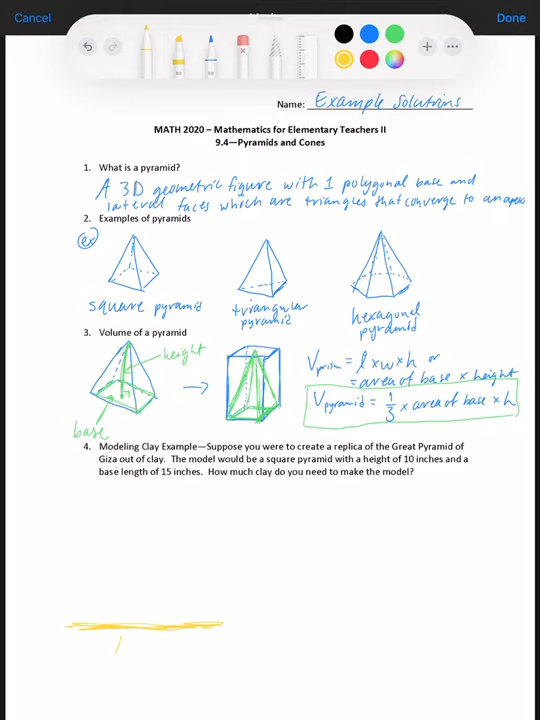 Cancel
Done
Name: Example Solutions
MATH 2020 – Mathematics for Elementary Teachers II
9.4—Pyramids and Cones
1. What is a pyramid?
A 3D geometric figure with 1 polygonal base and
lateral faces which are triangles that converge to an apex
2. Examples of pyramids
ex
square pyramid
triangular
pyramid
hexagonal
pyramid
3. Volume of a pyramid
height
base
Vprism = l x w x h or
= area of base x height
Vpyramid = 1/3 x area of base x h
4. Modeling Clay Example—Suppose you were to create a replica of the Great Pyramid of
Giza out of clay. The model would be a square pyramid with a height of 10 inches and a
base length of 15 inches. How much clay do you need to make the model?